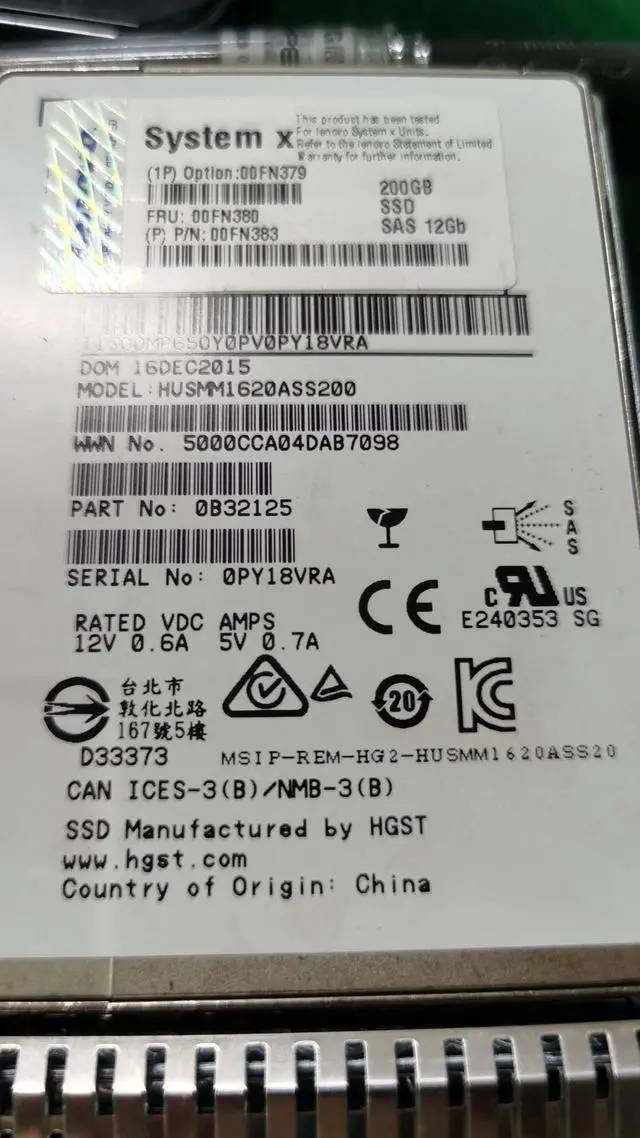 System x
This product has been tested
For lenovo System x Units.
Refer to the lenovo Statement of Limited
Warranty for further information.
(1P) Option:00FN379
FRU: 00FN380
(P) P/N: 00FN383
200GB
SSD
SAS 12Gb
DOM 16DEC2015
MODEL:HUSMM1620ASS200
WWN No. 5000CCA04DAB7098
PART No: 0B32125
SERIAL No: 0PY18VRA
SAS
RATED VDC AMPS
12V 0.6A 5V 0.7A
CE
c RU US
E240353 SG
台北市
敦化北路
167號5樓
20
D33373
MSIP-REM-HG2-HUSMM1620ASS20
CAN ICES-3(B)/NMB-3(B)
SSD Manufactured by HGST
www.hgst.com
Country of Origin: China